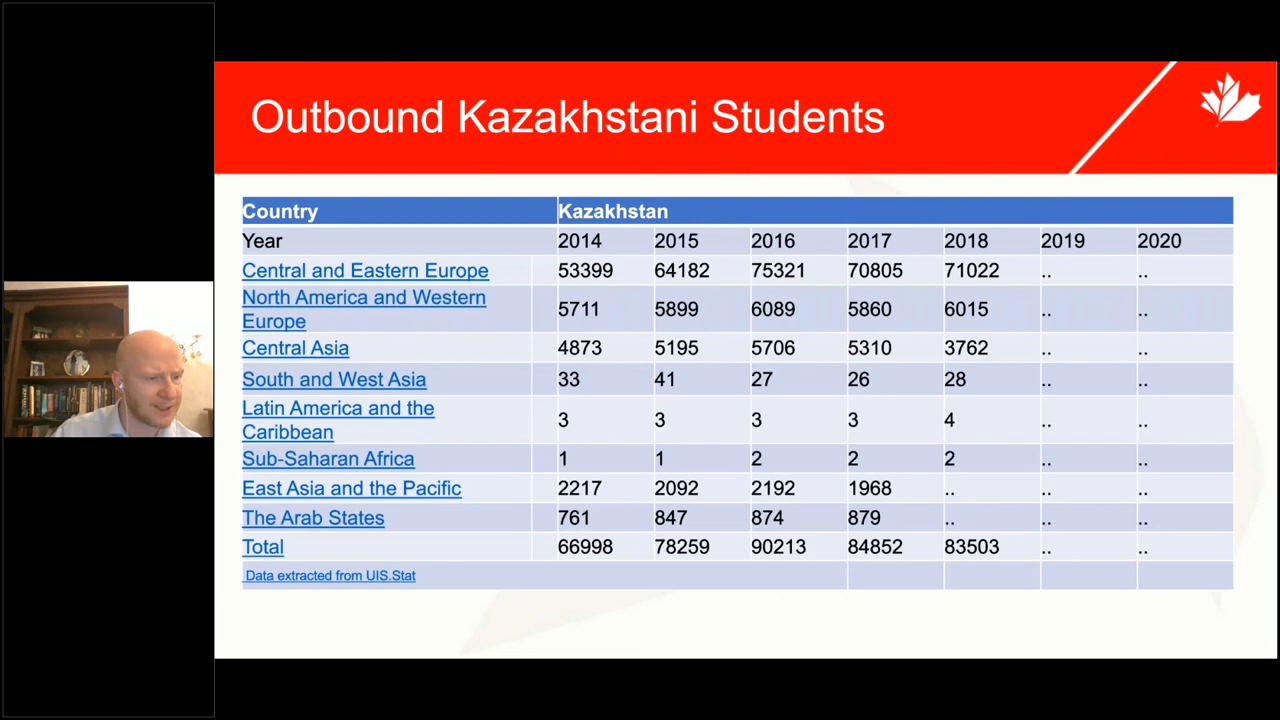 Outbound Kazakhstani Students
Country Kazakhstan
Year 2014 2015 2016 2017 2018 2019 2020
Central and Eastern Europe 53399 64182 75321 70805 71022 .. ..
North America and Western
Europe 5711 5899 6089 5860 6015 .. ..
Central Asia 4873 5195 5706 5310 3762 .. ..
South and West Asia 33 41 27 26 28 .. ..
Latin America and the
Caribbean 3 3 3 3 4 .. ..
Sub-Saharan Africa 1 1 2 2 2 .. ..
East Asia and the Pacific 2217 2092 2192 1968 .. .. ..
The Arab States 761 847 874 879 .. .. ..
Total 66998 78259 90213 84852 83503 .. ..
Data extracted from UIS.Stat